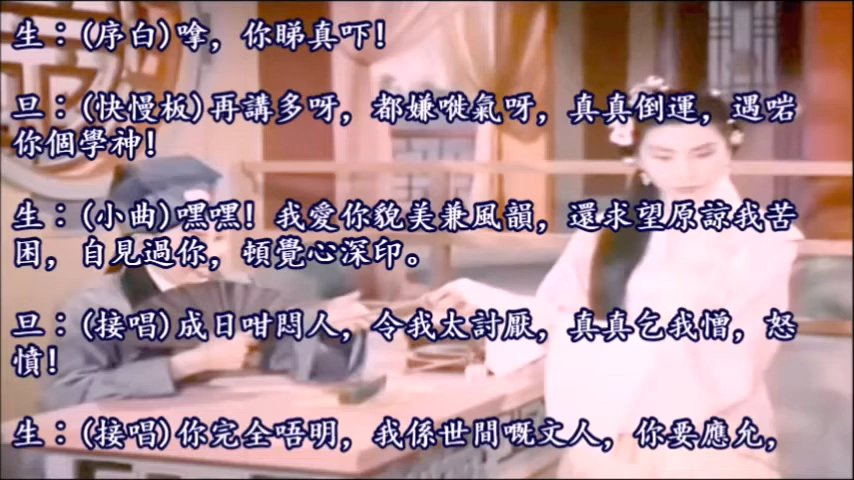 生：(序白)嗱，你睇真吓！
旦：(快慢板)再講多呀，都嫌嘥氣呀，真真倒運，遇啱
你個學神！
生：(小曲)嘿嘿！我愛你貌美兼風韻，還求望原諒我苦
困，自見過你，頓覺心深印。
旦：(接唱)成日咁悶人，令我太討厭，真真乞我憎，怒
憤！
生：(接唱)你完全唔明，我係世間嘅文人，你要應允，